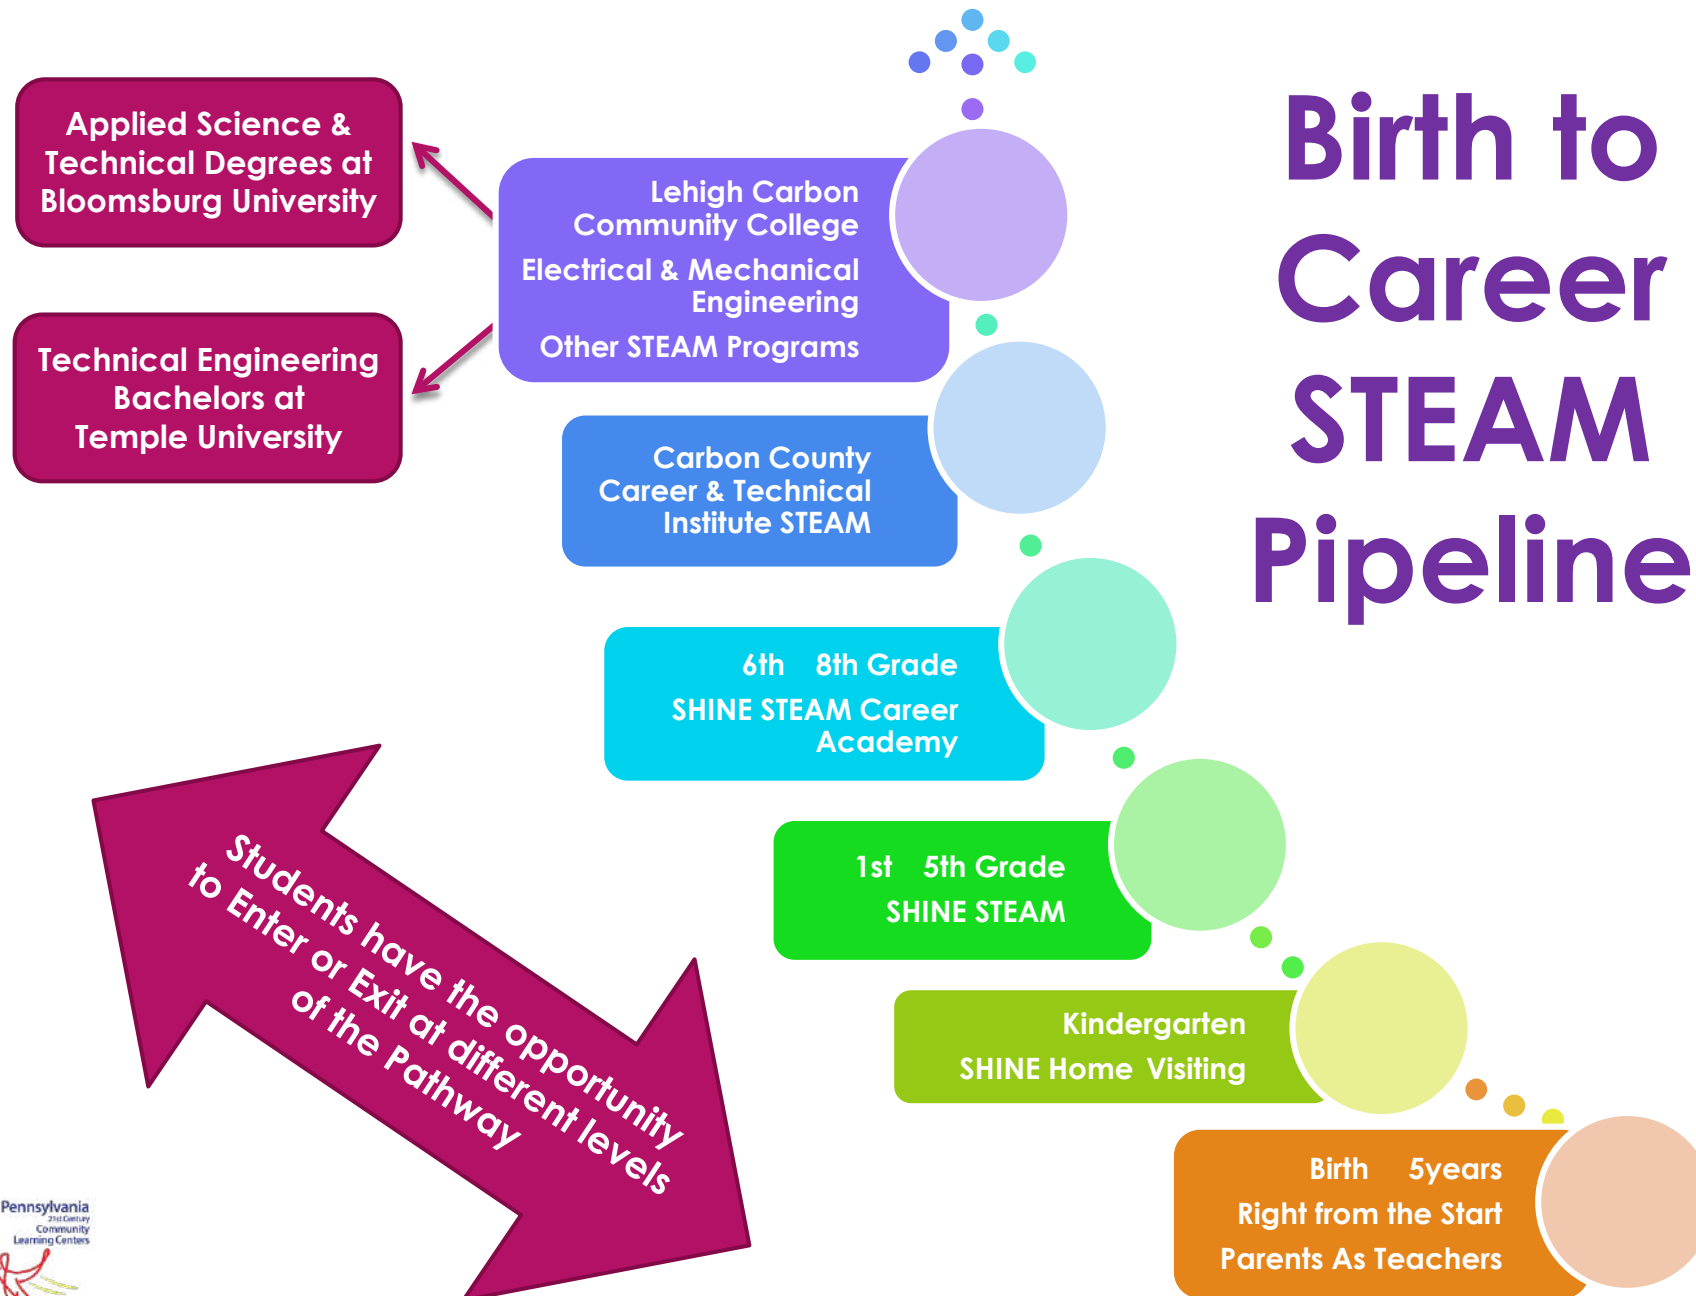 Birth to
Career
STEAM
Pipeline
Applied Science &
Technical Degrees at
Bloomsburg University
Technical Engineering
Bachelors at
Temple University
Lehigh Carbon
Community College
Electrical & Mechanical
Engineering
Other STEAM Programs
Carbon County
Career & Technical
Institute STEAM
6th 8th Grade
SHINE STEAM Career
Academy
1st 5th Grade
SHINE STEAM
Kindergarten
SHINE Home Visiting
Birth 5years
Right from the Start
Parents As Teachers
Students have the opportunity
to Enter or Exit at different levels
of the Pathway
Pennsylvania
21st Century
Community
Learning Centers